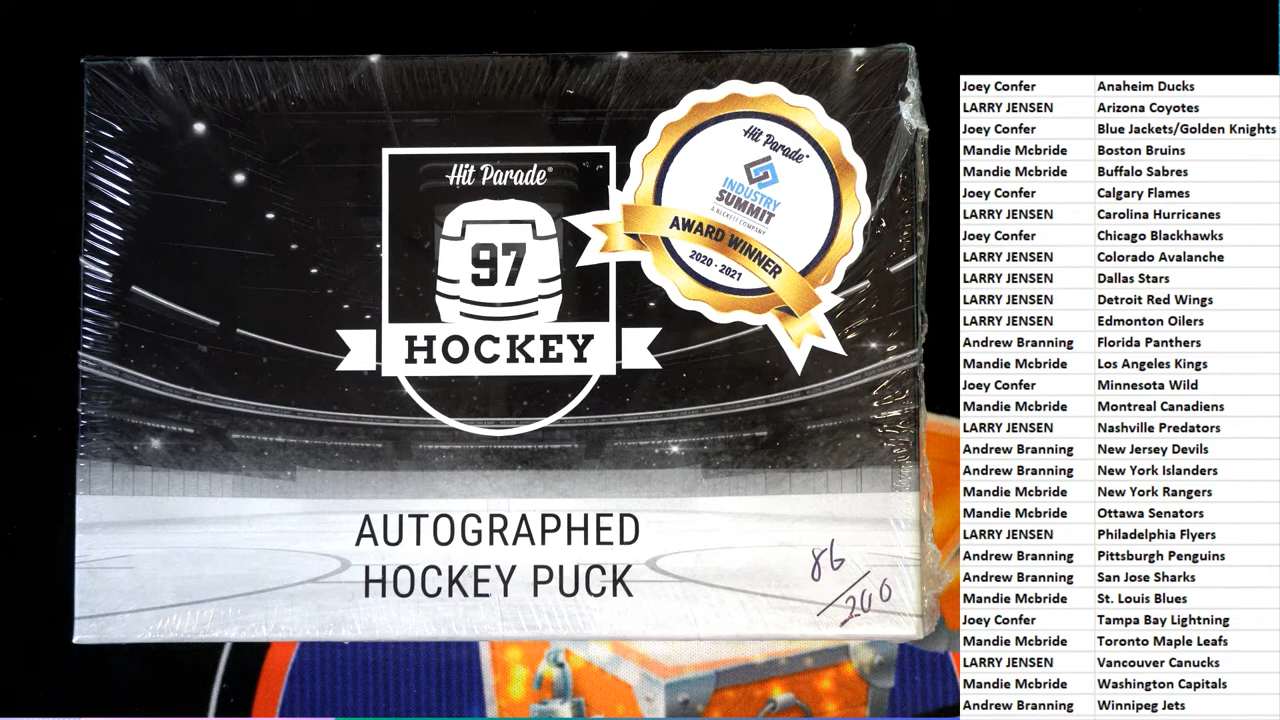 Hit Parade®
97
HOCKEY
Hit Parade®
INDUSTRY
SUMMIT
A BECKETT COMPANY
AWARD WINNER
2020 - 2021
AUTOGRAPHED
HOCKEY PUCK
86/200
Joey Confer Anaheim Ducks
LARRY JENSEN Arizona Coyotes
Joey Confer Blue Jackets/Golden Knights
Mandie Mcbride Boston Bruins
Mandie Mcbride Buffalo Sabres
Joey Confer Calgary Flames
LARRY JENSEN Carolina Hurricanes
Joey Confer Chicago Blackhawks
LARRY JENSEN Colorado Avalanche
LARRY JENSEN Dallas Stars
LARRY JENSEN Detroit Red Wings
LARRY JENSEN Edmonton Oilers
Andrew Branning Florida Panthers
Mandie Mcbride Los Angeles Kings
Joey Confer Minnesota Wild
Mandie Mcbride Montreal Canadiens
LARRY JENSEN Nashville Predators
Andrew Branning New Jersey Devils
Andrew Branning New York Islanders
Mandie Mcbride New York Rangers
Mandie Mcbride Ottawa Senators
LARRY JENSEN Philadelphia Flyers
Andrew Branning Pittsburgh Penguins
Andrew Branning San Jose Sharks
Mandie Mcbride St. Louis Blues
Joey Confer Tampa Bay Lightning
Mandie Mcbride Toronto Maple Leafs
LARRY JENSEN Vancouver Canucks
Mandie Mcbride Washington Capitals
Andrew Branning Winnipeg Jets